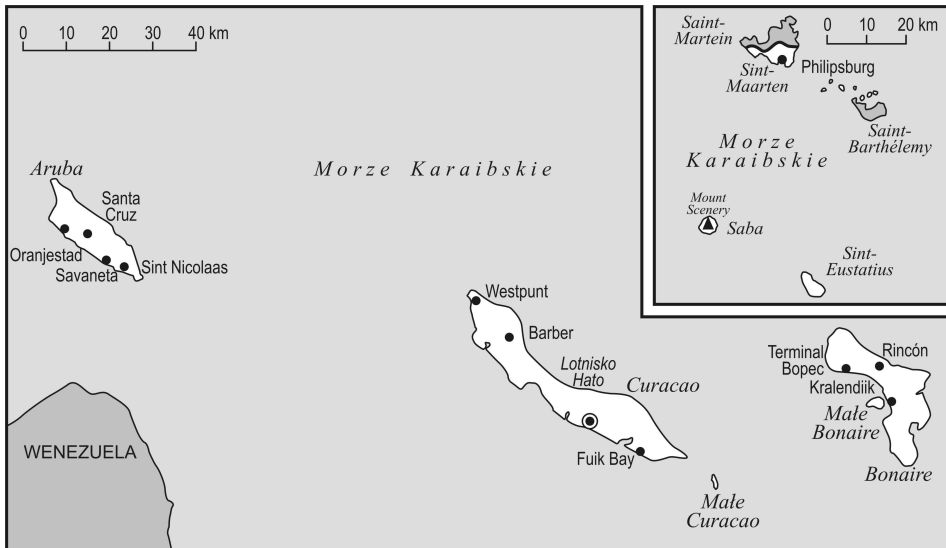 0 10 20 30 40 km
Aruba
Santa
Cruz
Oranjestad
Savaneta
Sint Nicolaas
Morze Karaibskie
WENEZUELA
Westpunt
Barber
Lotnisko
Hato
Curacao
Fuik Bay
Małe
Curacao
Saint-
Martein
0 10 20 km
Sint-
Maarten
Philipsburg
Saint-
Barthélemy
Morze
Karaibskie
Mount
Scenery
Saba
Sint-
Eustatius
Terminal
Bopec
Rincón
Kralendiik
Małe
Bonaire
Bonaire